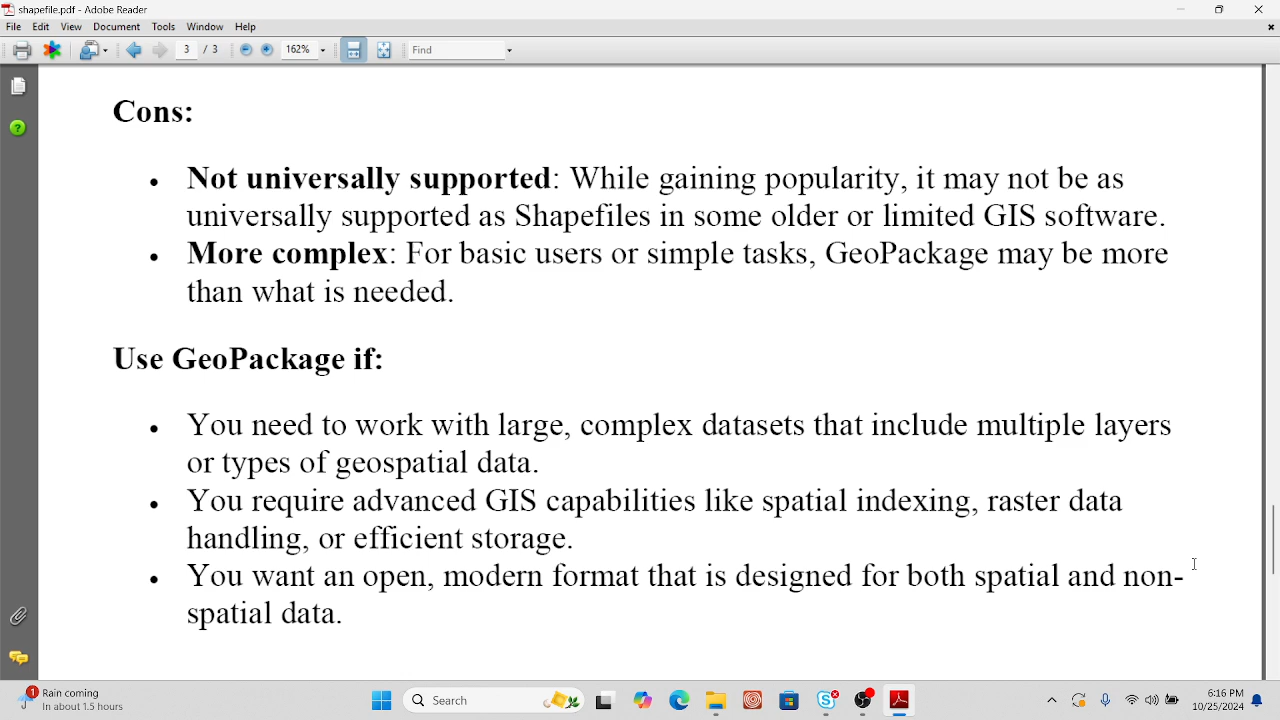 shapefile.pdf - Adobe Reader
File Edit View Document Tools Window Help
3 / 3 162% Find
Cons:
• Not universally supported: While gaining popularity, it may not be as
universally supported as Shapefiles in some older or limited GIS software.
• More complex: For basic users or simple tasks, GeoPackage may be more
than what is needed.
Use GeoPackage if:
• You need to work with large, complex datasets that include multiple layers
or types of geospatial data.
• You require advanced GIS capabilities like spatial indexing, raster data
handling, or efficient storage.
• You want an open, modern format that is designed for both spatial and non-
spatial data.
1 Rain coming
In about 13 hours
Search
6:13 PM
10/25/2024